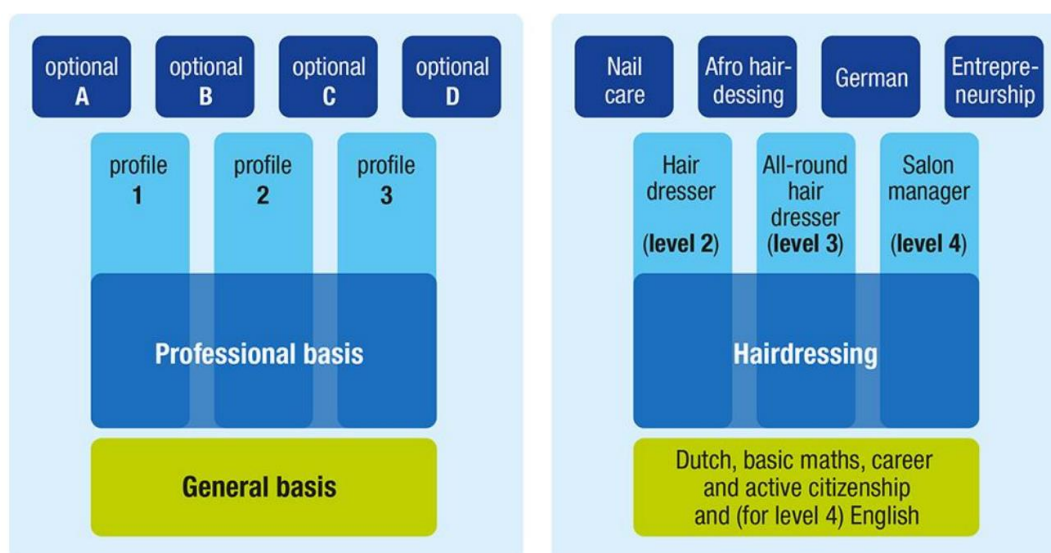 optional
A
optional
B
optional
C
optional
D
profile
1
profile
2
profile
3
Professional basis
General basis
Nail
care
Afro hair-
dessing
German
Entrepre-
neurship
Hair
dresser
(level 2)
All-round
hair
dresser
(level 3)
Salon
manager
(level 4)
Hairdressing
Dutch, basic maths, career
and active citizenship
and (for level 4) English